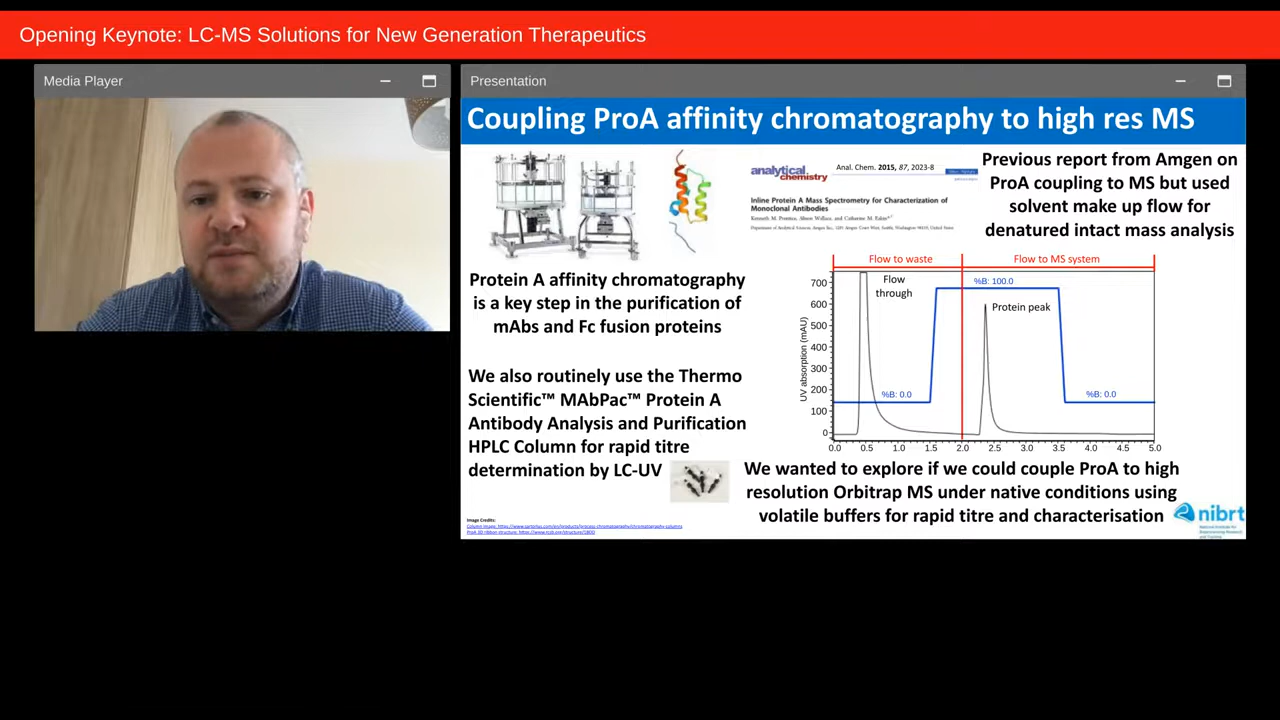 Opening Keynote: LC-MS Solutions for New Generation Therapeutics
Media Player
Presentation
Coupling ProA affinity chromatography to high res MS
analytical
chemistry
Anal. Chem. 2015, 87, 2023-8
Inline Protein A Mass Spectrometry for Characterization of
Monoclonal Antibodies
Previous report from Amgen on
ProA coupling to MS but used
solvent make up flow for
denatured intact mass analysis
Protein A affinity chromatography
is a key step in the purification of
mAbs and Fc fusion proteins
We also routinely use the Thermo
Scientific™ MAbPac™ Protein A
Antibody Analysis and Purification
HPLC Column for rapid titre
determination by LC-UV
Flow to waste
Flow to MS system
Flow
through
%B: 100.0
Protein peak
%B: 0.0
%B: 0.0
UV absorption (mAU)
700
600
500
400
300
200
100
0
0.0 0.5 1.0 1.5 2.0 2.5 3.0 3.5 4.0 4.5 5.0
We wanted to explore if we could couple ProA to high
resolution Orbitrap MS under native conditions using
volatile buffers for rapid titre and characterisation
Image Credits:
nibrt